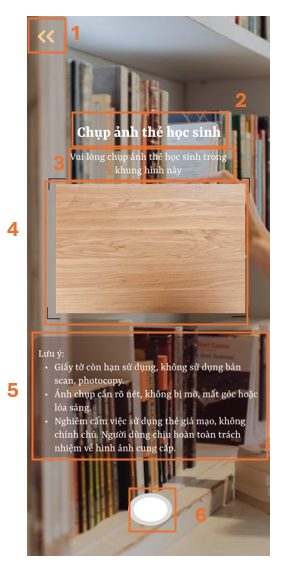 1
2
Chụp ảnh thẻ học sinh
3
Vui lòng chụp ảnh thẻ học sinh trong
khung hình này
4
5
Lưu ý:
• Giấy tờ còn hạn sử dụng, không sử dụng bản
scan, photocopy.
• Ảnh chụp cần rõ nét, không bị mờ, mất góc hoặc
lóa sáng.
• Nghiêm cấm việc sử dụng thẻ giả mạo, không
chính chủ. Người dùng chịu hoàn toàn trách
nhiệm về hình ảnh cung cấp.
6